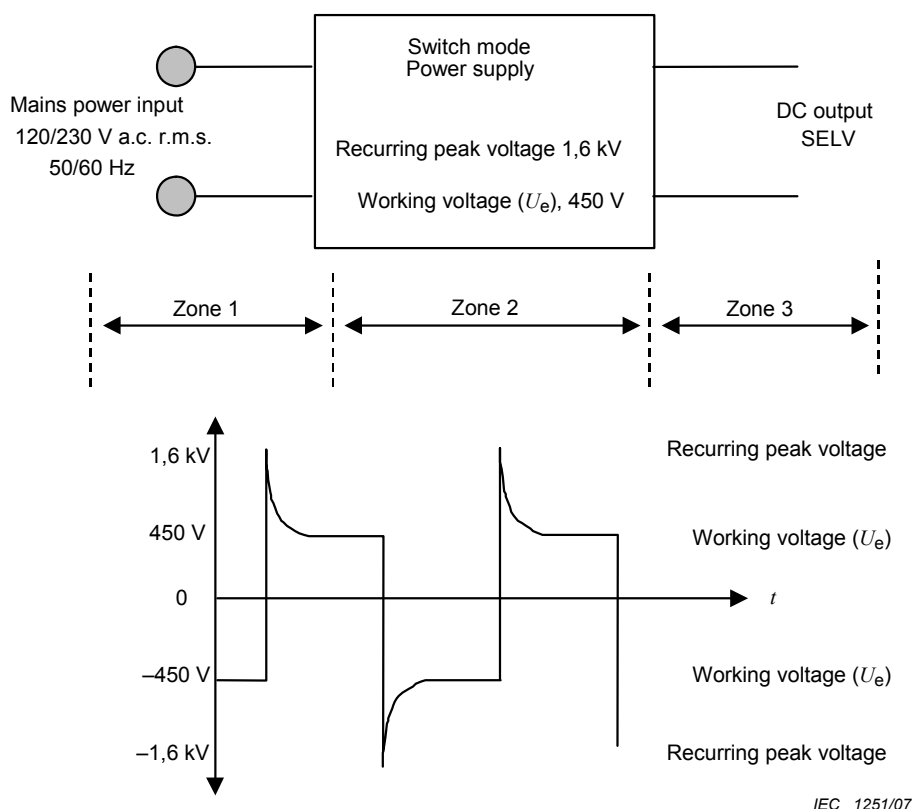 Switch mode
Power supply
Mains power input
120/230 V a.c. r.m.s.
50/60 Hz
Recurring peak voltage 1,6 kV
Working voltage (Ue), 450 V
DC output
SELV
Zone 1
Zone 2
Zone 3
1,6 kV
Recurring peak voltage
450 V
Working voltage (Ue)
0
t
–450 V
Working voltage (Ue)
–1,6 kV
Recurring peak voltage
IEC 1251/07